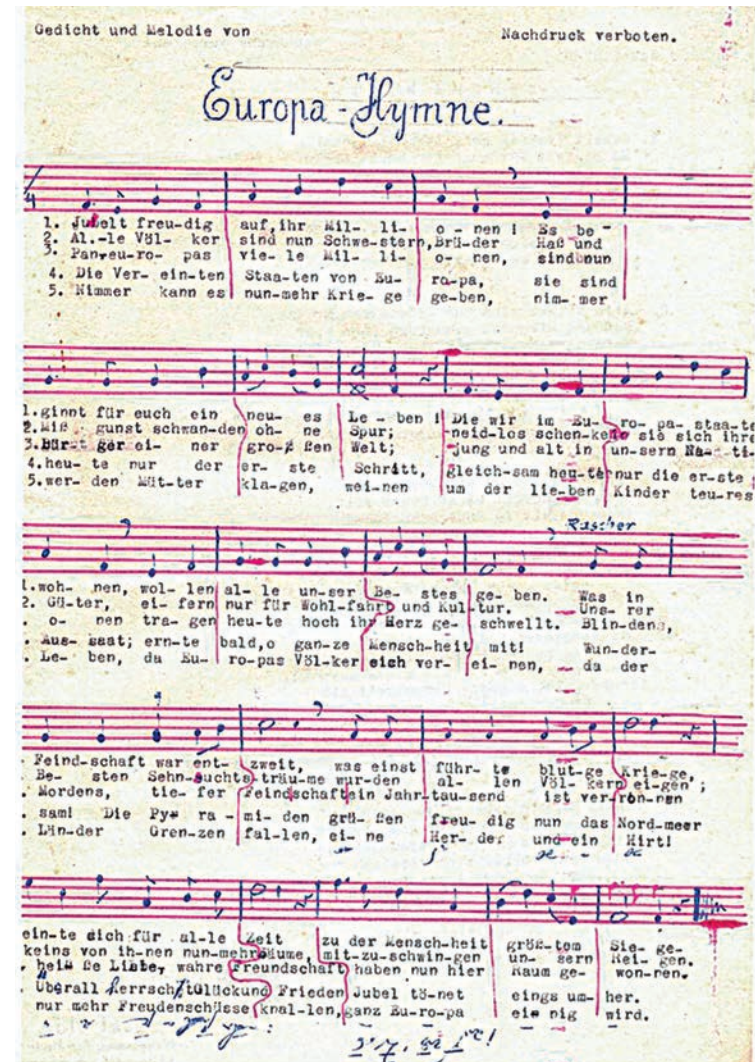 Gedicht und Melodie von Nachdruck verboten.
Europa-Hymne.
1. Jubelt freu-dig auf,ihr Mil- li- o - nen ! Es be-
2. Al.-le Völ- ker sind nun Schwe-stern,Brü-der Haß und
3. Pan-eu-ro- pas vie- le Mil- li- o- nen, sind nun
4. Die Ver- ein-ten Staa-ten von Eu- ro-pa, sie sind
5. Nimmer kann es nun-mehr Krie- ge ge-ben, nim- mer
1.ginnt für euch ein neu- es Le - ben ! Die wir im Eu- ro- pa- staa-te
2.Miß gunst schwan-den oh- ne Spur; neid-los schen-ken sie sich ihre
3.Bür-ger ei- ner gro-ß ßen Welt; jung und alt in un-sern Na- ti-
4.heu- te nur der er- ste Schritt, gleich-sam heu-te nur die er-ste
5.wer- den Müt-ter kla-gen, wei-nen um der lie-ben Kinder teu-res
1.woh- nen, wol- len al- le un-ser Be- stes ge- ben. Rascher Was in
2. Gü-ter, ei- fern nur für Wohl-fahrt und Kul-tur. Uns- rer
. o- nen tra- gen heu-te hoch ihr Herz ge- schwellt. Blin-dens,
. Aus- saat; ern-te bald,o gan-ze Mensch-heit mit! Wun-der-
. Le- ben, da Eu- ro-pas Völ-ker sich ver- ei- nen, da der
. Feind-schaft war ent- zweit, was einst führ- te blut-ge Krie-ge,
. Be- sten Sehn-suchts-träu-me wur-den al- len Völ- kern ei-gen ;
. Mordens, tie- fer Feindschaft ein Jahr-tau-send ist ver-ron-nen
. sam! Die Py- ra - mi- den grü- ßen freu- dig nun das Nord-meer
. Län-der Gren-zen fal-len, ei- ne Her- de und ein Hirt!
ein-te sich für al-le Zeit zu der Mensch-heit größ-tem Sie- ge.
keins von ih-nen nun-mehr säume, mit-zu-schwin-gen un- sern Rei- gen.
. heiß ße Liebe, wahre Freundschaft haben nun hier Raum ge- won-nen.
. Überall herrscht Glück und Frieden Jubel tö-net eings um- her.
nur mehr Freudenschüsse knal-len,ganz Eu-ro-pa ei- nig wird.